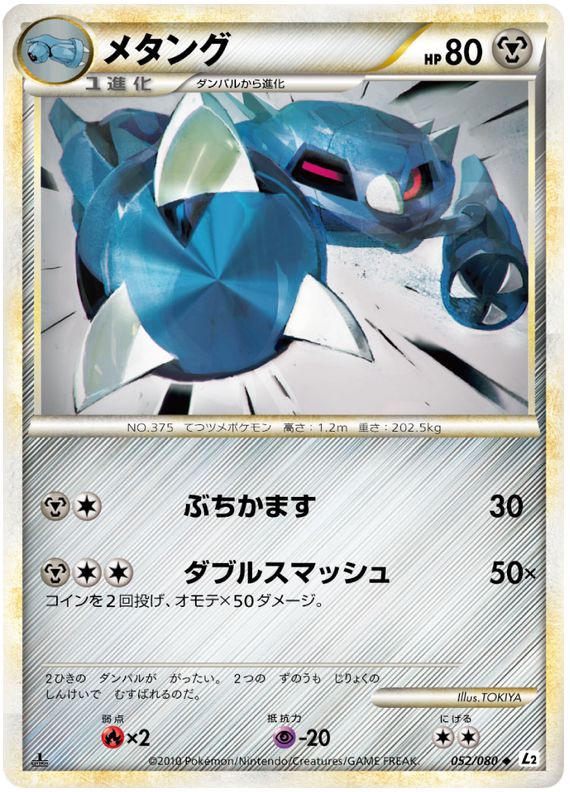 メタング
HP80
1進化
ダンバルから進化
NO.375 てつツメポケモン 高さ：1.2m 重さ：202.5kg
ぶちかます 30
ダブルスマッシュ 50×
コインを2回投げ、オモテ×50ダメージ。
2ひきの ダンバルが がったい。 2つの ずのうも じりょくの
しんけいで むすばれるのだ。
Illus.TOKIYA
弱点 抵抗力 にげる
×2 -20
©2010 Pokémon/Nintendo/Creatures/GAME FREAK. 052/080 L2